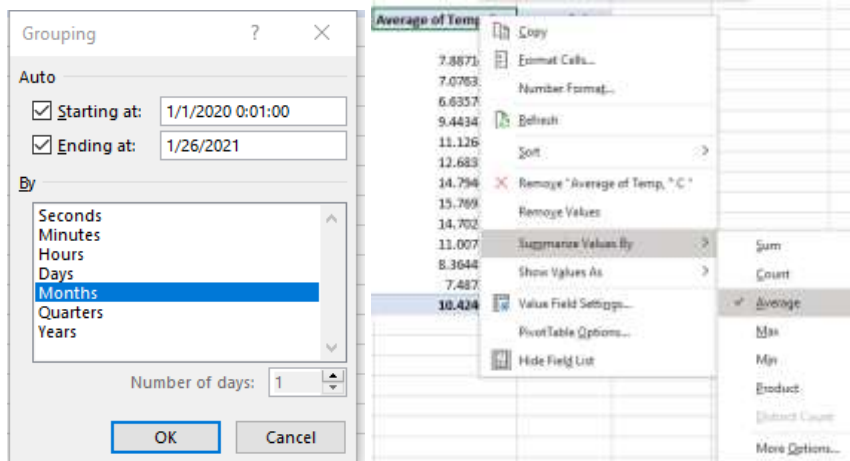 Grouping ? ×
Auto
Starting at: 1/1/2020 0:01:00
Ending at: 1/26/2021
By
Seconds
Minutes
Hours
Days
Months
Quarters
Years
Number of days: 1
OK Cancel
Average of Temp
7.8871
7.0763
6.6357
9.4434
11.126
12.683
14.794
15.769
14.702
11.007
8.3644
7.487
10.424
Copy
Format Cells...
Number Format...
Refresh
Sort
Remove "Average of Temp, ° C "
Remove Values
Summarize Values By
Show Values As
Value Field Settings...
PivotTable Options...
Hide Field List
Sum
Count
Average
Max
Min
Product
Distinct Count
More Options...